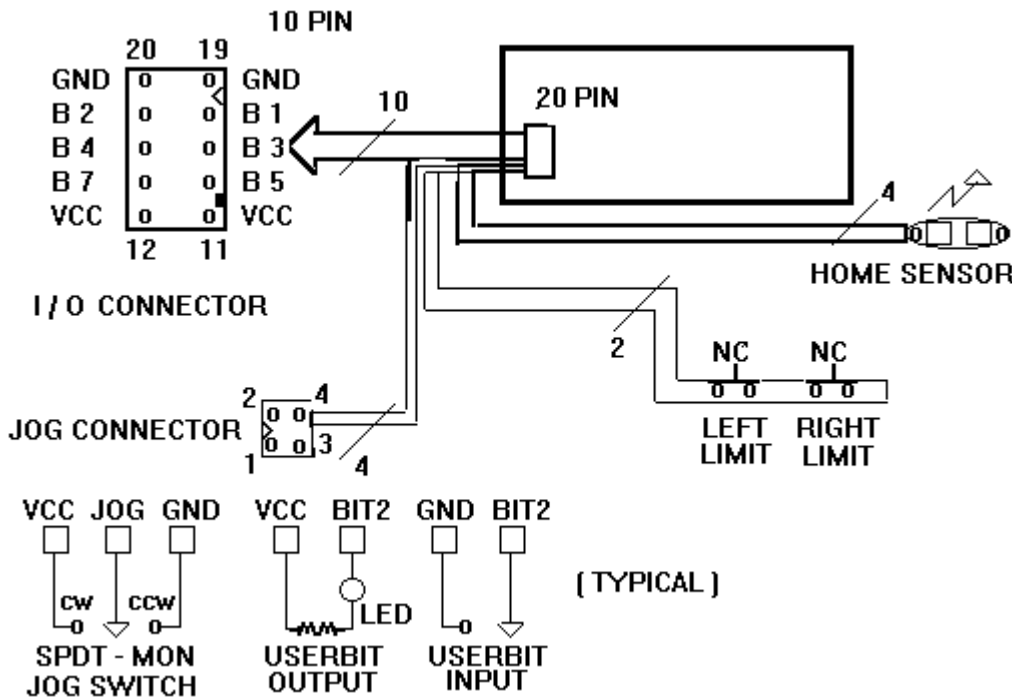 10 PIN
20 19
GND GND
B 2 B 1
B 4 B 3
B 7 B 5
VCC VCC
12 11
I / O CONNECTOR
10
20 PIN
4
HOME SENSOR
2
NC NC
LEFT LIMIT
RIGHT LIMIT
2 4
JOG CONNECTOR
1 3
4
VCC JOG GND
CW CCW
SPDT - MON
JOG SWITCH
VCC BIT2
LED
USERBIT
OUTPUT
GND BIT2
USERBIT
INPUT
( TYPICAL )